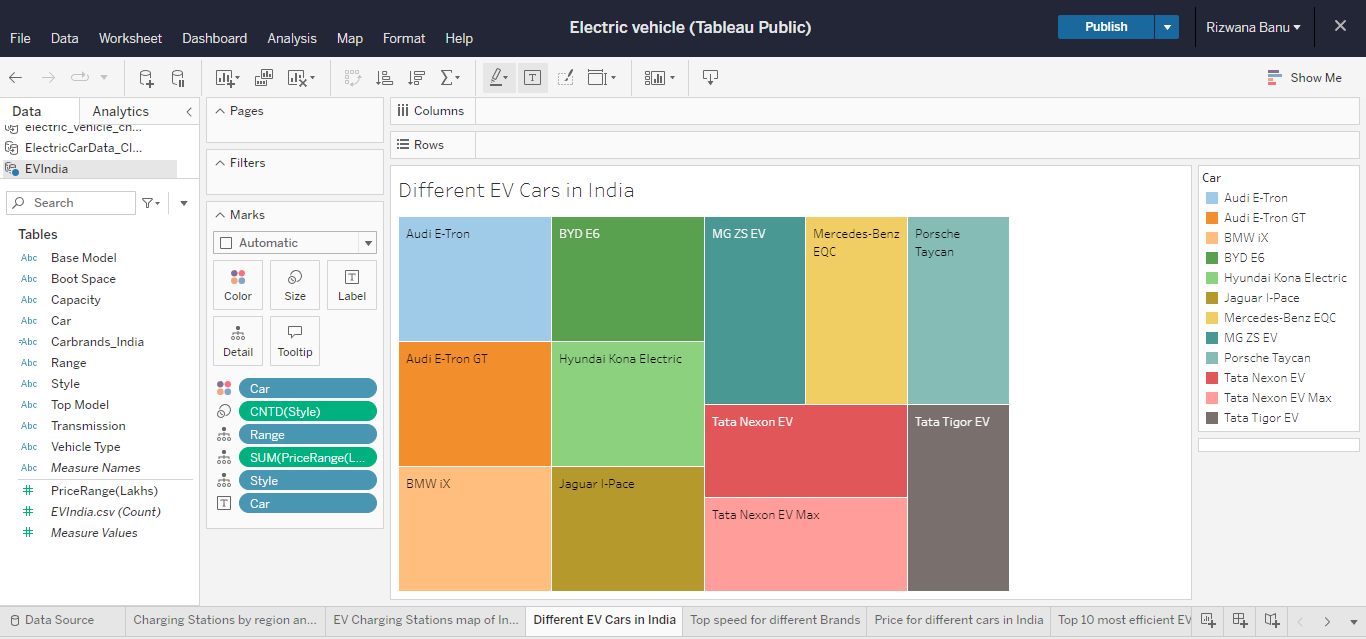 Electric vehicle (Tableau Public)
Publish
Rizwana Banu
File Data Worksheet Dashboard Analysis Map Format Help
Show Me
Data Analytics
electric_vehicle_ch...
ElectricCarData_Cl...
EVIndia
Search
Tables
Abc Base Model
Abc Boot Space
Abc Capacity
Abc Car
Abc Carbrands_India
Abc Range
Abc Style
Abc Top Model
Abc Transmission
Abc Vehicle Type
Abc Measure Names
# PriceRange(Lakhs)
# EVIndia.csv (Count)
# Measure Values
Pages
Filters
Marks
Automatic
Color Size Label
Detail Tooltip
Car
CNTD(Style)
Range
SUM(PriceRange(L...
Style
T Car
Columns
Rows
Different EV Cars in India
Audi E-Tron
BYD E6
MG ZS EV
Mercedes-Benz
EQC
Porsche
Taycan
Audi E-Tron GT
Hyundai Kona Electric
Tata Nexon EV
Tata Tigor EV
BMW iX
Jaguar I-Pace
Tata Nexon EV Max
Car
Audi E-Tron
Audi E-Tron GT
BMW iX
BYD E6
Hyundai Kona Electric
Jaguar I-Pace
Mercedes-Benz EQC
MG ZS EV
Porsche Taycan
Tata Nexon EV
Tata Nexon EV Max
Tata Tigor EV
Data Source Charging Stations by region an... EV Charging Stations map of In... Different EV Cars in India Top speed for different Brands Price for different cars in India Top 10 most efficient EV